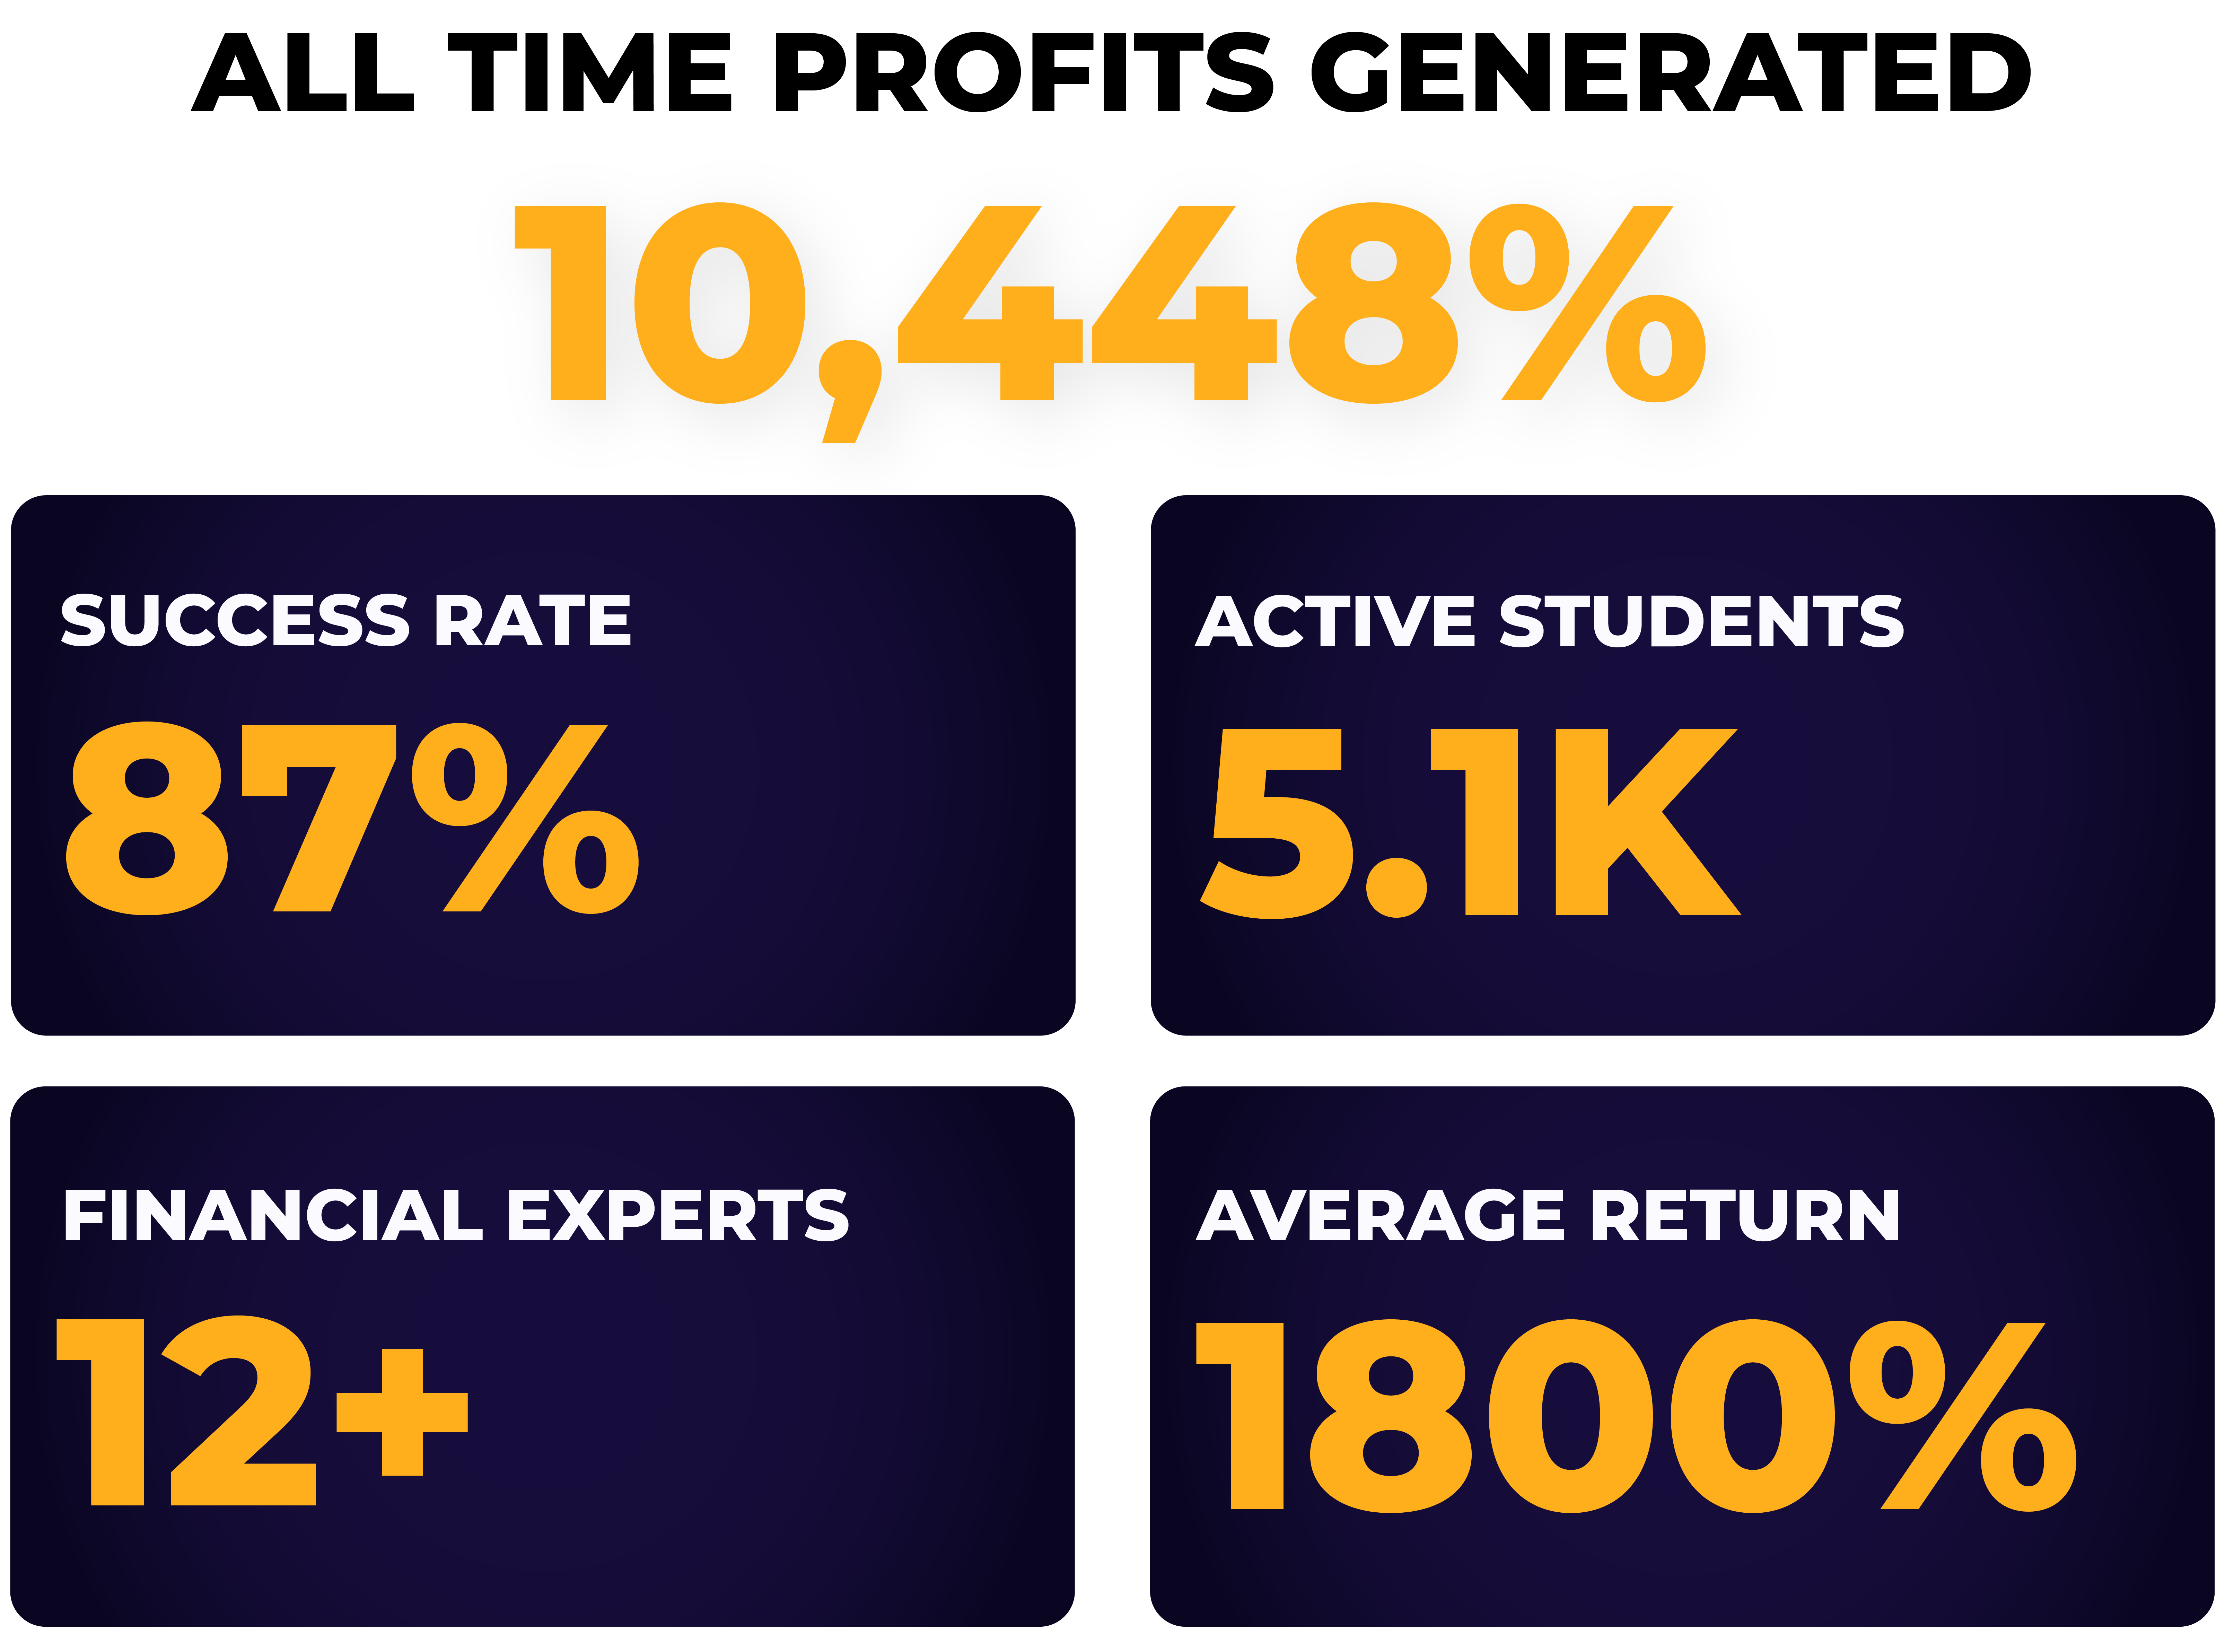 ALL TIME PROFITS GENERATED
10,448%
SUCCESS RATE
87%
ACTIVE STUDENTS
5.1K
FINANCIAL EXPERTS
12+
AVERAGE RETURN
1800%